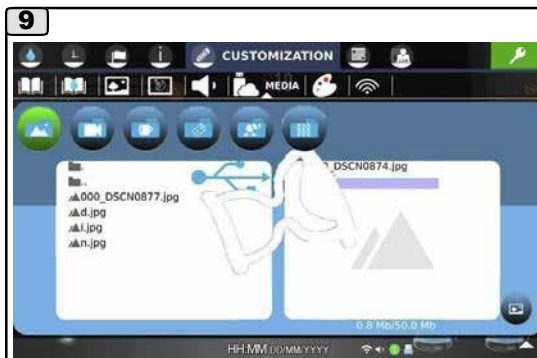 9
CUSTOMIZATION
MEDIA
.
..
000_DSCN0877.jpg
d.jpg
i.jpg
n.jpg
_DSCN0874.jpg
0.8 Mb/50.0 Mb
HH:MM DD/MM/YYYY